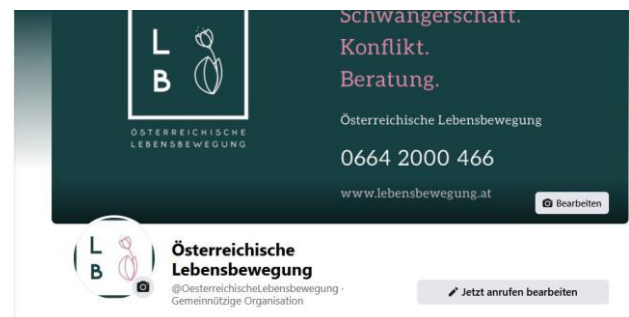 Schwangerschaft.
Konflikt.
Beratung.
L
B
ÖSTERREICHISCHE
LEBENSBEWEGUNG
Österreichische Lebensbewegung
0664 2000 466
www.lebensbewegung.at
Bearbeiten
L
B
Österreichische
Lebensbewegung
@OesterreichischeLebensbewegung ·
Gemeinnützige Organisation
Jetzt anrufen bearbeiten